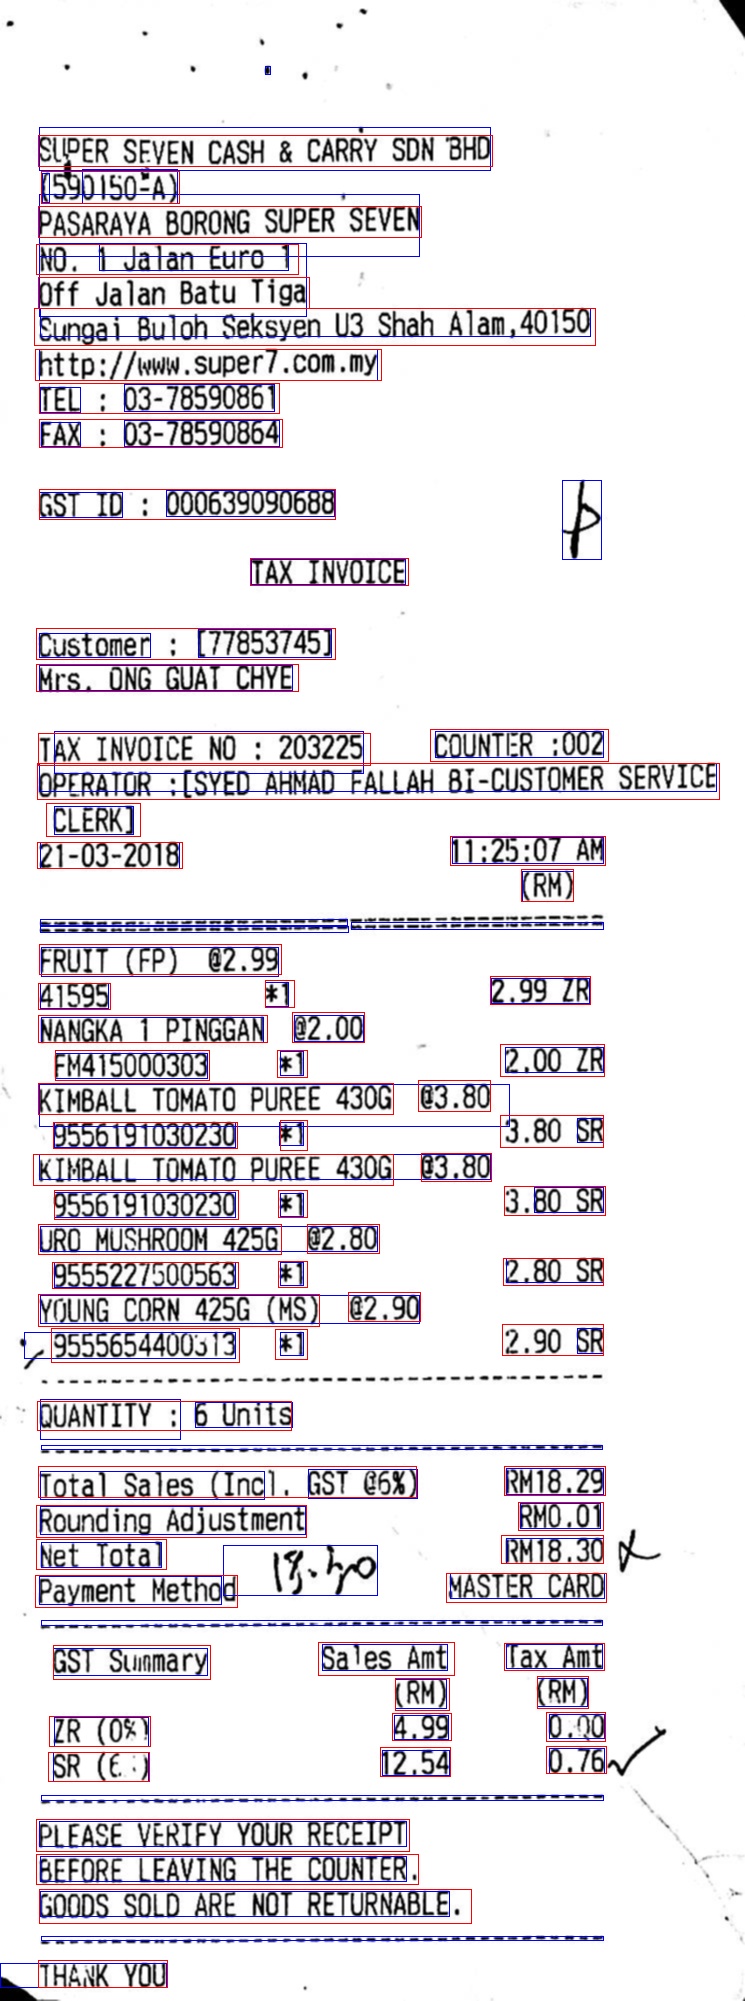 SUPER SEVEN CASH & CARRY SDN BHD
(590150-A)
PASARAYA BORONG SUPER SEVEN
NO. 1 Jalan Euro 1
Off Jalan Batu Tiga
Sungai Buloh Seksyen U3 Shah Alam,40150
http://www.super7.com.my
TEL : 03-78590861
FAX : 03-78590864
GST ID : 000639090688
TAX INVOICE
Customer : [77853745]
Mrs. ONG GUAT CHYE
TAX INVOICE NO : 203225 COUNTER :002
OPERATOR :[SYED AHMAD FALLAH BI-CUSTOMER SERVICE
CLERK]
21-03-2018 11:25:07 AM
(RM)
FRUIT (FP) @2.99
41595 *1 2.99 ZR
NANGKA 1 PINGGAN @2.00
FM415000303 *1 2.00 ZR
KIMBALL TOMATO PUREE 430G @3.80
9556191030230 *1 3.80 SR
KIMBALL TOMATO PUREE 430G @3.80
9556191030230 *1 3.80 SR
URO MUSHROOM 425G @2.80
9555227500563 *1 2.80 SR
YOUNG CORN 425G (MS) @2.90
9555654400313 *1 2.90 SR
QUANTITY : 6 Units
Total Sales (Incl. GST @6%) RM18.29
Rounding Adjustment RM0.01
Net Total RM18.30
Payment Method 18.30 MASTER CARD
GST Summary Sales Amt Tax Amt
(RM) (RM)
ZR (0%) 4.99 0.00
SR 12.54 0.76
PLEASE VERIFY YOUR RECEIPT
BEFORE LEAVING THE COUNTER.
GOODS SOLD ARE NOT RETURNABLE.
THANK YOU